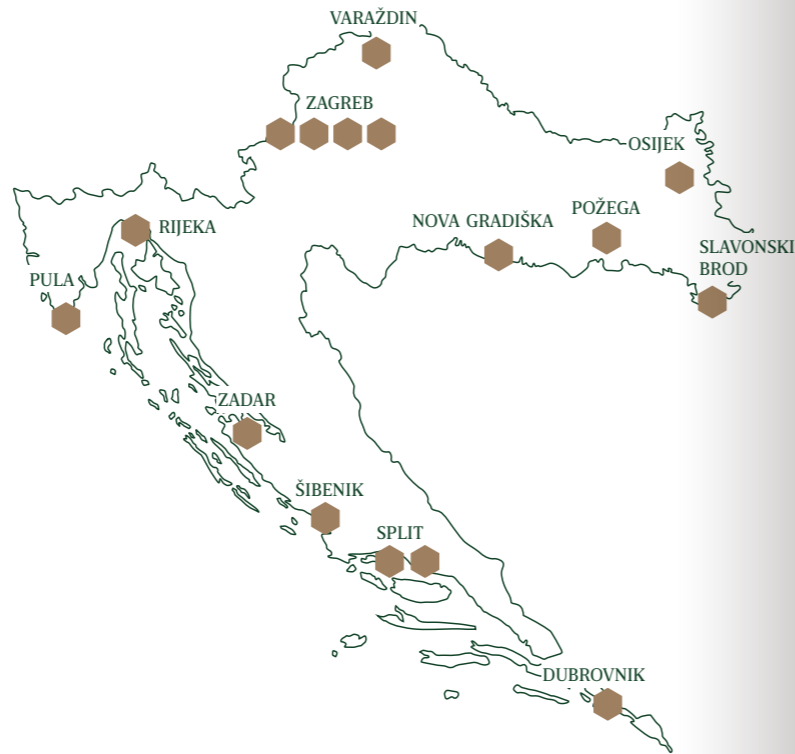 VARAŽDIN
ZAGREB
OSIJEK
POŽEGA
NOVA GRADIŠKA
RIJEKA
SLAVONSKI
BROD
PULA
ZADAR
ŠIBENIK
SPLIT
DUBROVNIK